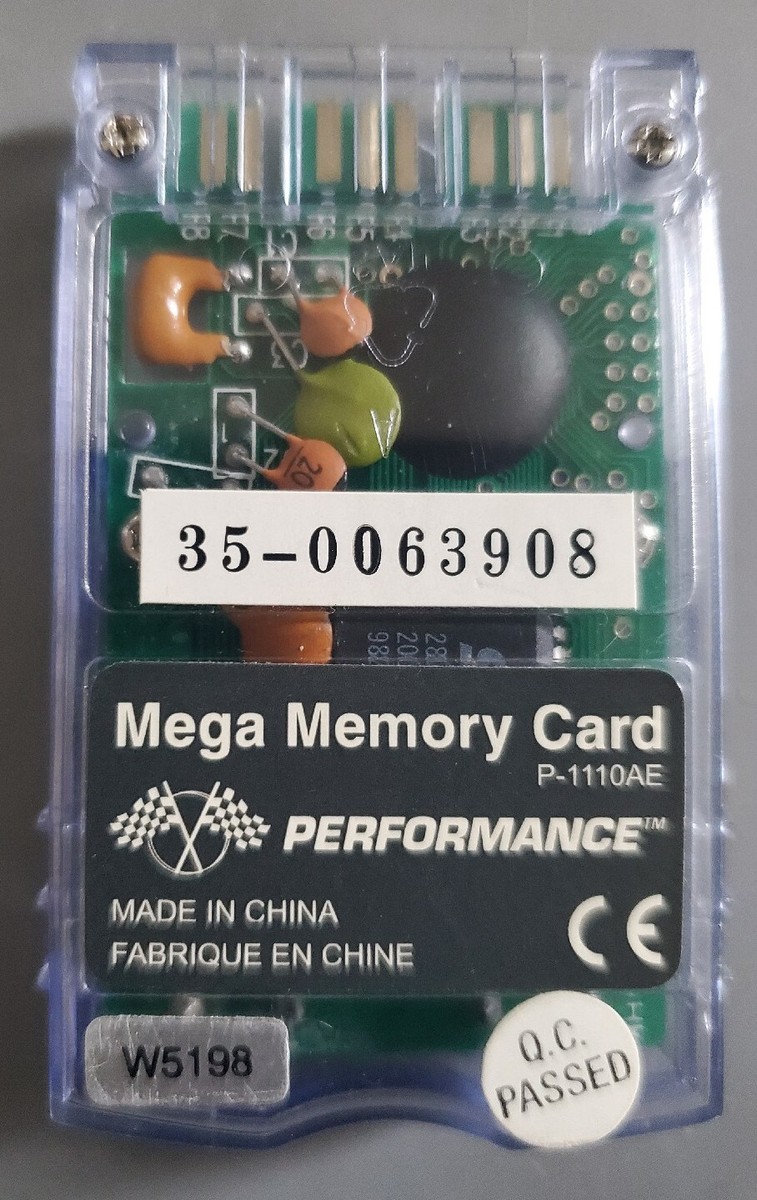 35-0063908
Mega Memory Card
P-1110AE
PERFORMANCE™
MADE IN CHINA
FABRIQUE EN CHINE
CE
W5198
Q.C.
PASSED